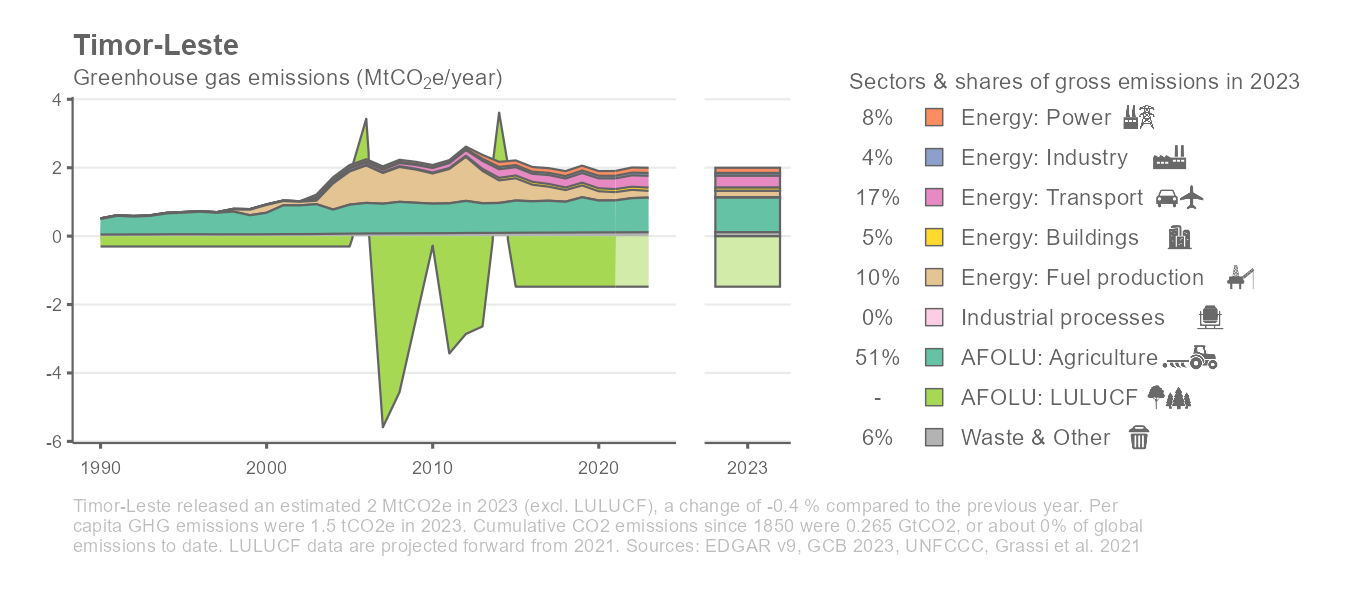 Timor-Leste
Greenhouse gas emissions (MtCO₂e/year)
4
2
0
-2
-4
-6
1990
2000
2010
2020
2023
Sectors & shares of gross emissions in 2023
8% Energy: Power
4% Energy: Industry
17% Energy: Transport
5% Energy: Buildings
10% Energy: Fuel production
0% Industrial processes
51% AFOLU: Agriculture
- AFOLU: LULUCF
6% Waste & Other
Timor-Leste released an estimated 2 MtCO2e in 2023 (excl. LULUCF), a change of -0.4 % compared to the previous year. Per
capita GHG emissions were 1.5 tCO2e in 2023. Cumulative CO2 emissions since 1850 were 0.265 GtCO2, or about 0% of global
emissions to date. LULUCF data are projected forward from 2021. Sources: EDGAR v9, GCB 2023, UNFCCC, Grassi et al. 2021